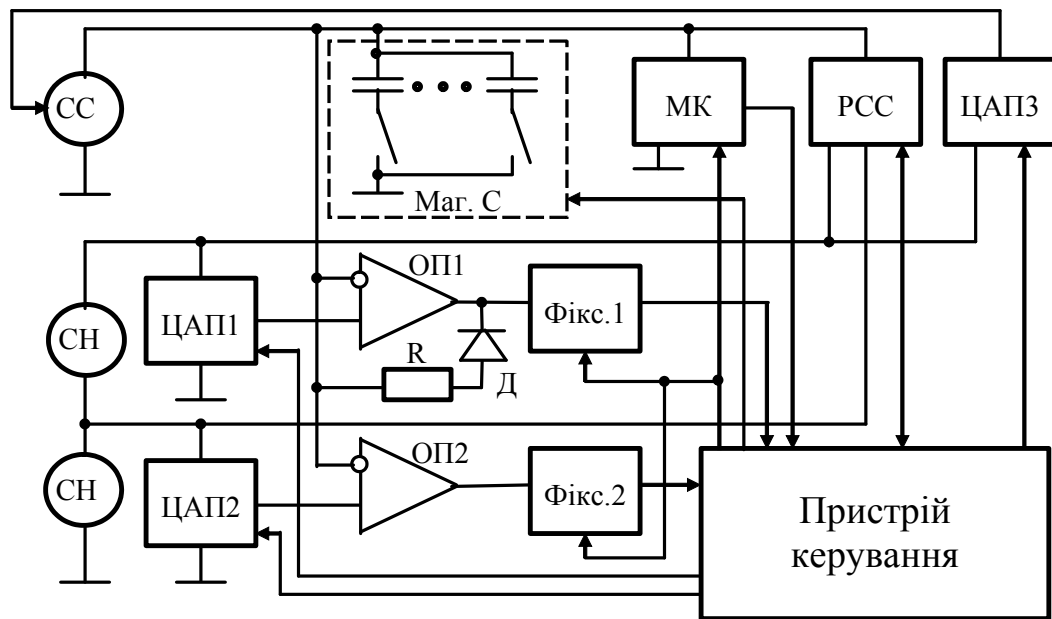 СС
МК
РСС
ЦАП3
Маг. С
ОП1
ЦАП1
Фікс.1
СН
R
Д
ОП2
СН
ЦАП2
Фікс.2
Пристрій
керування